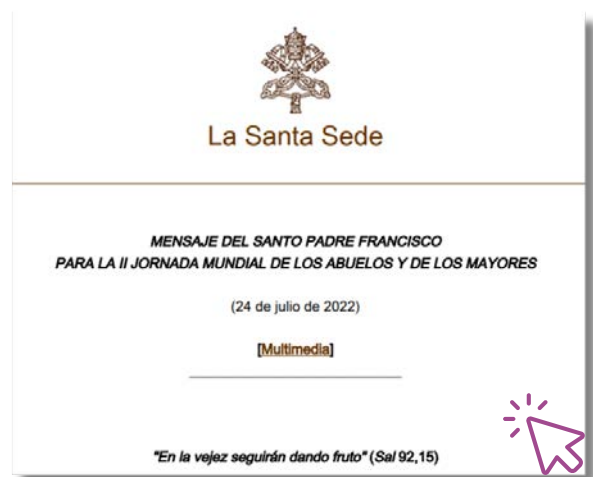 La Santa Sede
MENSAJE DEL SANTO PADRE FRANCISCO
PARA LA II JORNADA MUNDIAL DE LOS ABUELOS Y DE LOS MAYORES
(24 de julio de 2022)
[Multimedia]
"En la vejez seguirán dando fruto" (Sal 92,15)